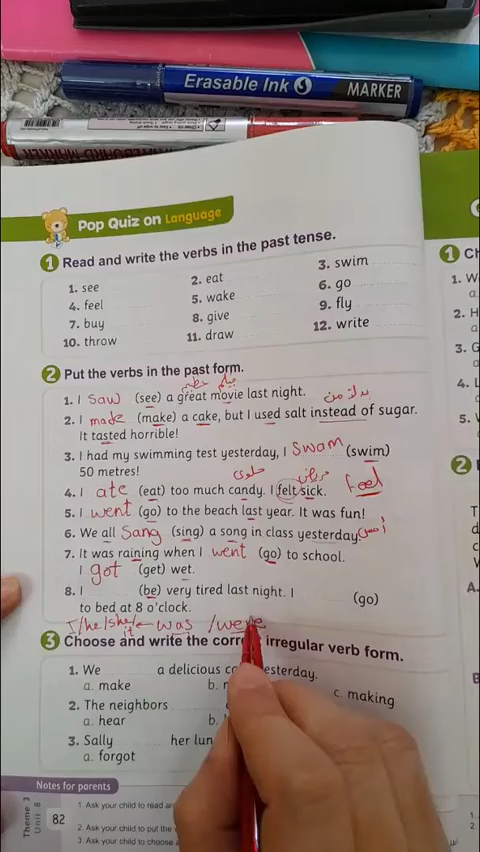 Erasable Ink MARKER
Pop Quiz on Language
1 Read and write the verbs in the past tense.
1. see 2. eat 3. swim
4. feel 5. wake 6. go
7. buy 8. give 9. fly
10. throw 11. draw 12. write
2 Put the verbs in the past form.
فيلم
1. I saw (see) a great movie last night.
بدلا من
2. I made (make) a cake, but I used salt instead of sugar.
It tasted horrible!
3. I had my swimming test yesterday, I swam (swim)
50 metres!
حلوى
4. I ate (eat) too much candy. I felt sick. feel
5. I went (go) to the beach last year. It was fun!
6. We all sang (sing) a song in class yesterday أمس
7. It was raining when I went (go) to school.
I got (get) wet.
8. I (be) very tired last night. I (go)
to bed at 8 o'clock.
I/he/she/it ← was /were
3 Choose and write the irregular verb form.
1. We a delicious yesterday.
a. make b. c. making
2. The neighbors
a. hear b.
3. Sally her
a. forgot
Notes for parents
Theme 3
Unit 8
82
1. Ask your child to read
2. Ask your child to put the
3. Ask your child to choose
1
2
A.